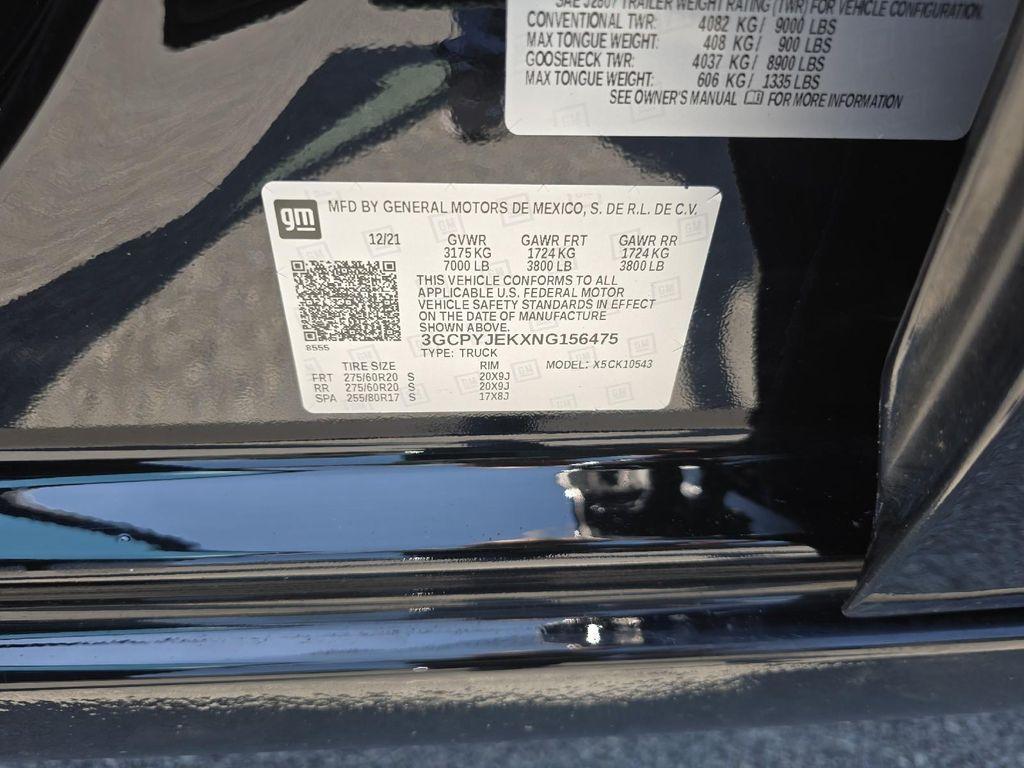 SAE J2807 TRAILER WEIGHT RATING (TWR) FOR VEHICLE CONFIGURATION
CONVENTIONAL TWR: 4082 KG / 9000 LBS
MAX TONGUE WEIGHT: 408 KG / 900 LBS
GOOSENECK TWR: 4037 KG / 8900 LBS
MAX TONGUE WEIGHT: 606 KG / 1335 LBS
SEE OWNER'S MANUAL FOR MORE INFORMATION
gm MFD BY GENERAL MOTORS DE MEXICO, S. DE R.L. DE C.V.
12/21 GVWR GAWR FRT GAWR RR
3175 KG 1724 KG 1724 KG
7000 LB 3800 LB 3800 LB
THIS VEHICLE CONFORMS TO ALL
APPLICABLE U.S. FEDERAL MOTOR
VEHICLE SAFETY STANDARDS IN EFFECT
ON THE DATE OF MANUFACTURE
SHOWN ABOVE.
8555
3GCPYJEKXNG156475
TYPE: TRUCK
TIRE SIZE RIM MODEL: X5CK10543
FRT 275/60R20 S 20X9J
RR 275/60R20 S 20X9J
SPA 255/80R17 S 17X8J